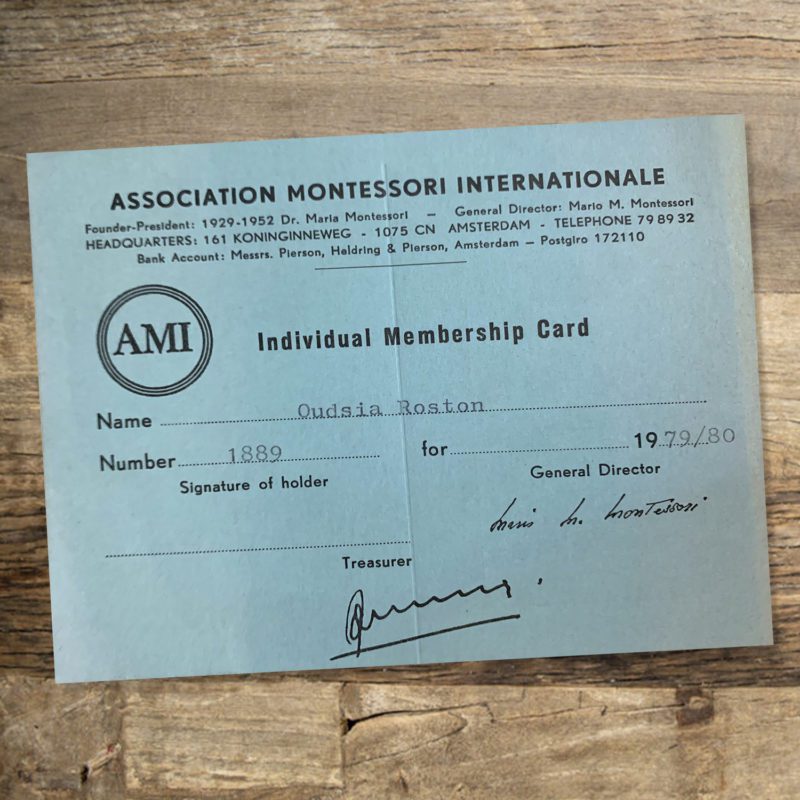 ASSOCIATION MONTESSORI INTERNATIONALE
Founder-President: 1929-1952 Dr. Maria Montessori – General Director: Mario M. Montessori
HEADQUARTERS: 161 KONINGINNEWEG - 1075 CN AMSTERDAM - TELEPHONE 79 89 32
Bank Account: Messrs. Pierson, Heldring & Pierson, Amsterdam – Postgiro 172110
AMI
Individual Membership Card
Name Oudsia Roston
Number 1889 for 1979/80
Signature of holder General Director
Mario M. Montessori
Treasurer